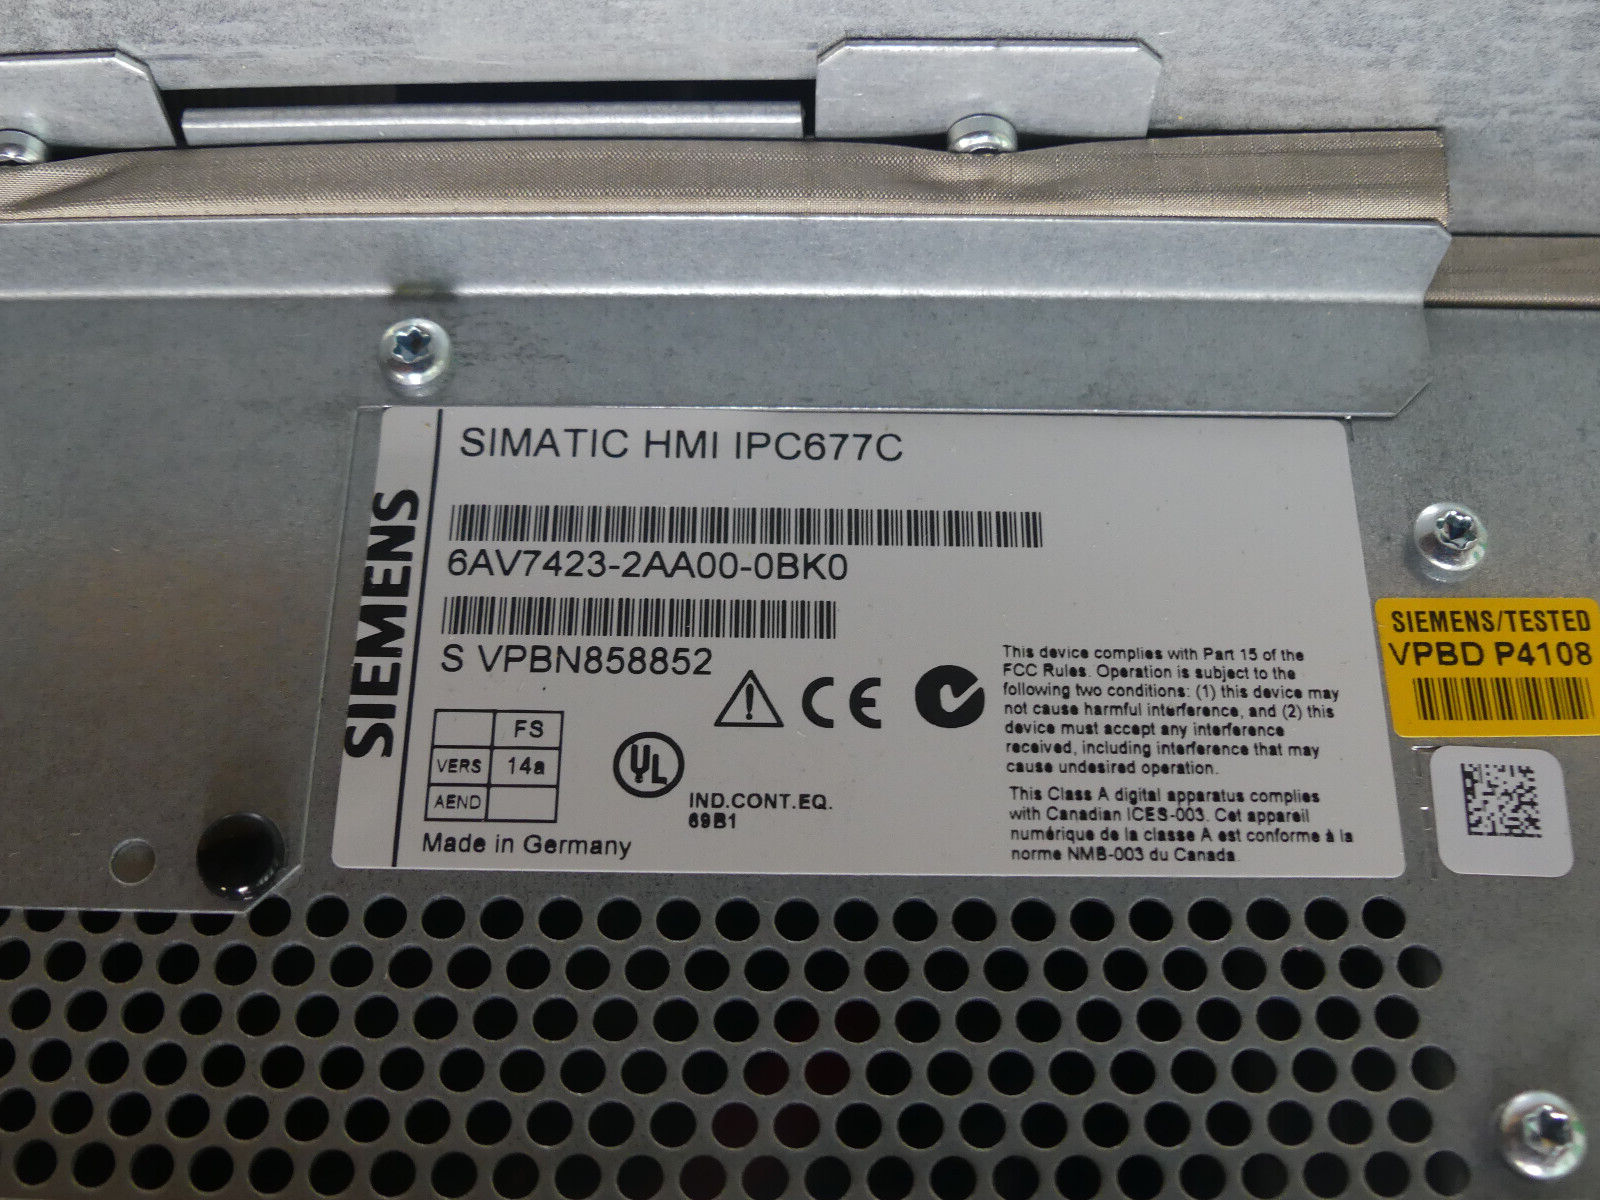 SIEMENS
SIMATIC HMI IPC677C
6AV7423-2AA00-0BK0
S VPBN858852
FS
VERS 14a
AEND
UL
IND.CONT.EQ.
69B1
Made in Germany
CE
This device complies with Part 15 of the
FCC Rules. Operation is subject to the
following two conditions: (1) this device may
not cause harmful interference, and (2) this
device must accept any interference
received, including interference that may
cause undesired operation.
This Class A digital apparatus complies
with Canadian ICES-003. Cet appareil
numérique de la classe A est conforme à la
norme NMB-003 du Canada
SIEMENS/TESTED
VPBD P4108